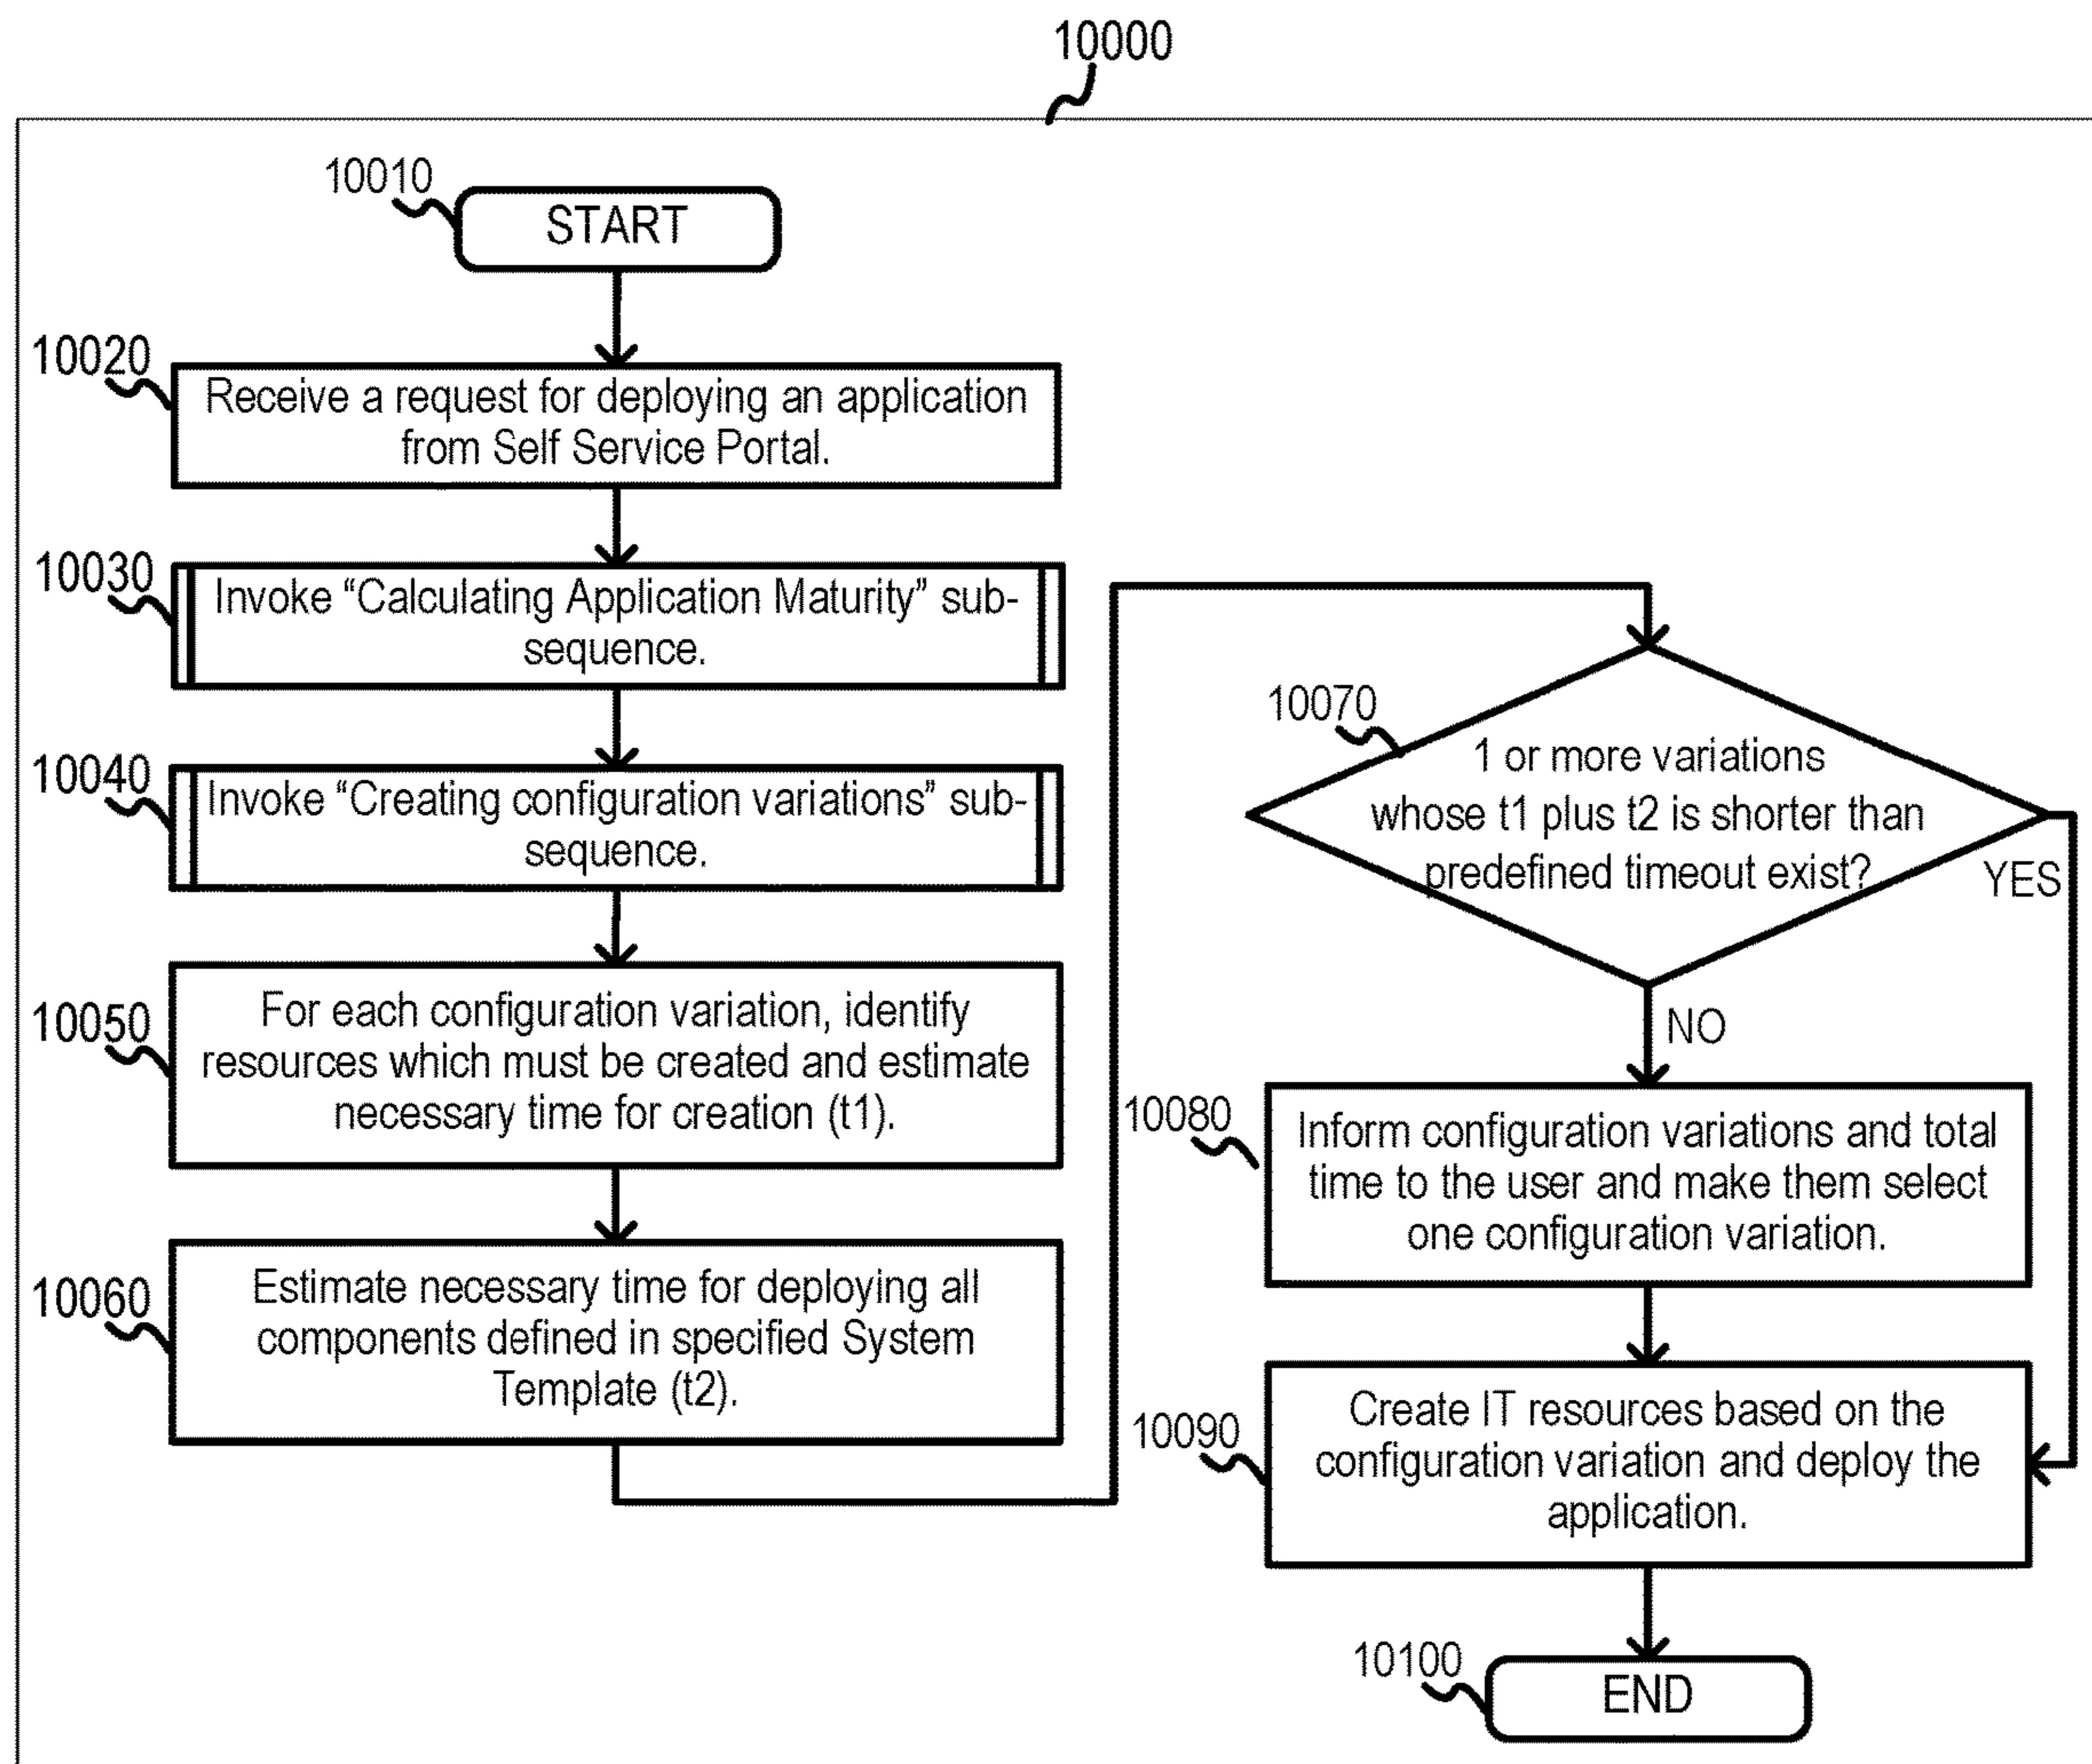 10000
10010
START
10020
Receive a request for deploying an application
from Self Service Portal.
10030
Invoke “Calculating Application Maturity” sub-
sequence.
10040
Invoke “Creating configuration variations” sub-
sequence.
10050
For each configuration variation, identify
resources which must be created and estimate
necessary time for creation (t1).
10060
Estimate necessary time for deploying all
components defined in specified System
Template (t2).
10070
1 or more variations
whose t1 plus t2 is shorter than
predefined timeout exist?
YES
NO
10080
Inform configuration variations and total
time to the user and make them select
one configuration variation.
10090
Create IT resources based on the
configuration variation and deploy the
application.
10100
END